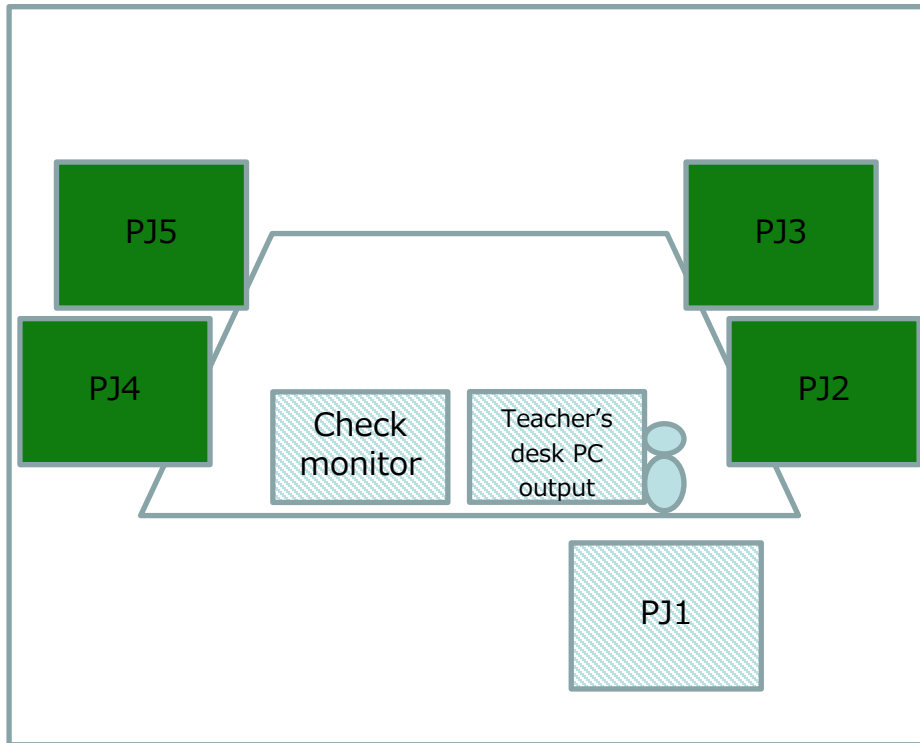 PJ5
PJ3
PJ4
PJ2
Check
monitor
Teacher’s
desk PC
output
PJ1